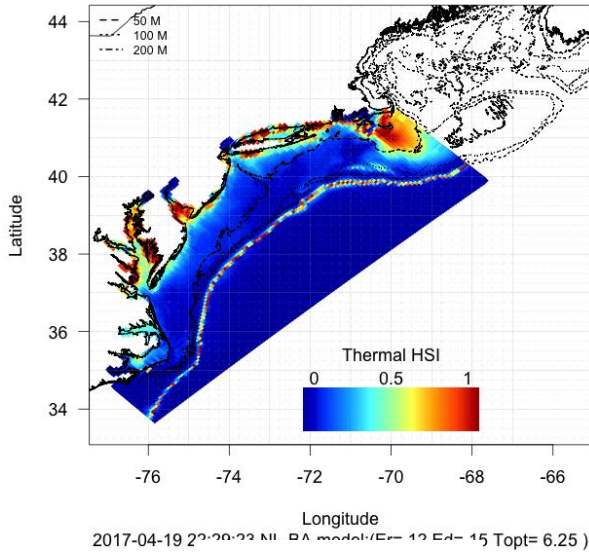 44
42
40
38
36
34
Latitude
50 M
100 M
200 M
Thermal HSI
0 0.5 1
-76 -74 -72 -70 -68 -66
Longitude
2017-04-19 22:29:23 NL BA model:(Er= 12 Ed= 15 Topt= 6.25 )